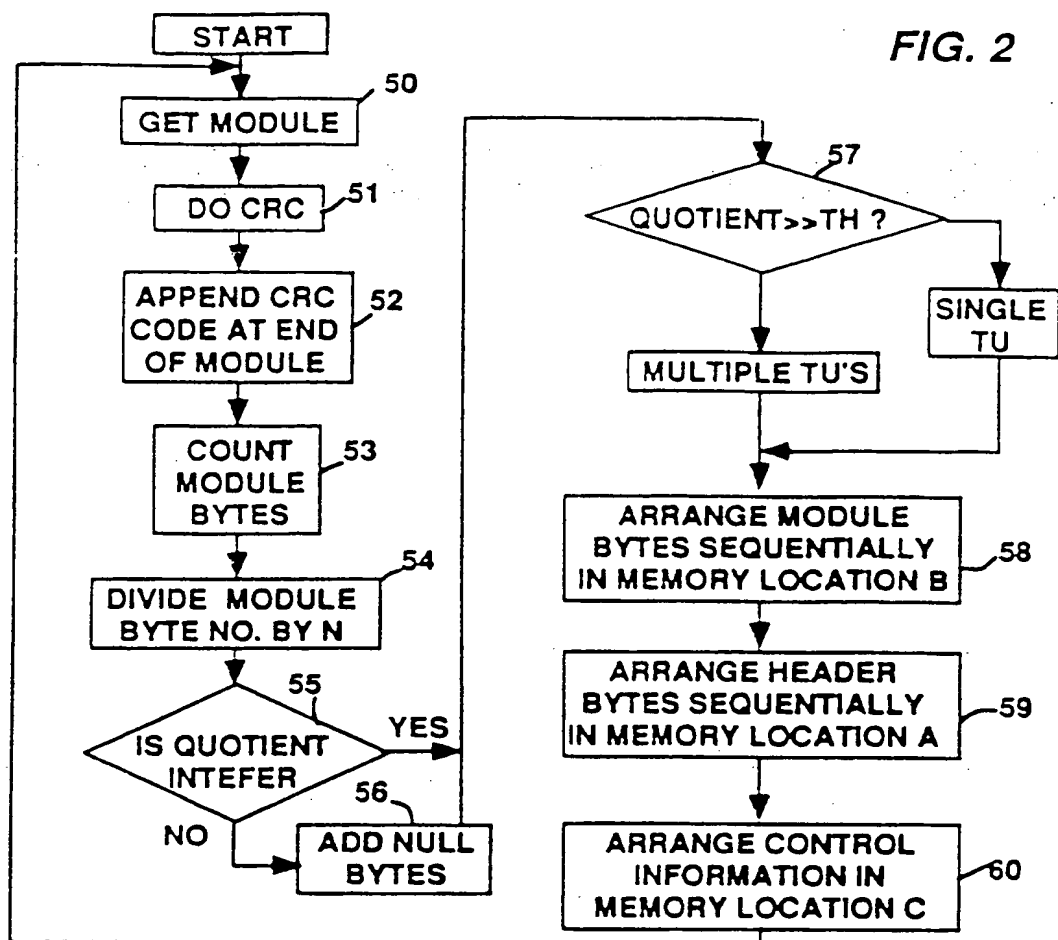 FIG. 2
START
50
GET MODULE
51
DO CRC
52
APPEND CRC
CODE AT END
OF MODULE
53
COUNT
MODULE
BYTES
54
DIVIDE MODULE
BYTE NO. BY N
55
IS QUOTIENT
INTEFER
YES
NO
56
ADD NULL
BYTES
57
QUOTIENT>>TH ?
SINGLE
TU
MULTIPLE TU'S
ARRANGE MODULE
BYTES SEQUENTIALLY
IN MEMORY LOCATION B
58
ARRANGE HEADER
BYTES SEQUENTIALLY
IN MEMORY LOCATION A
59
ARRANGE CONTROL
INFORMATION IN
MEMORY LOCATION C
60